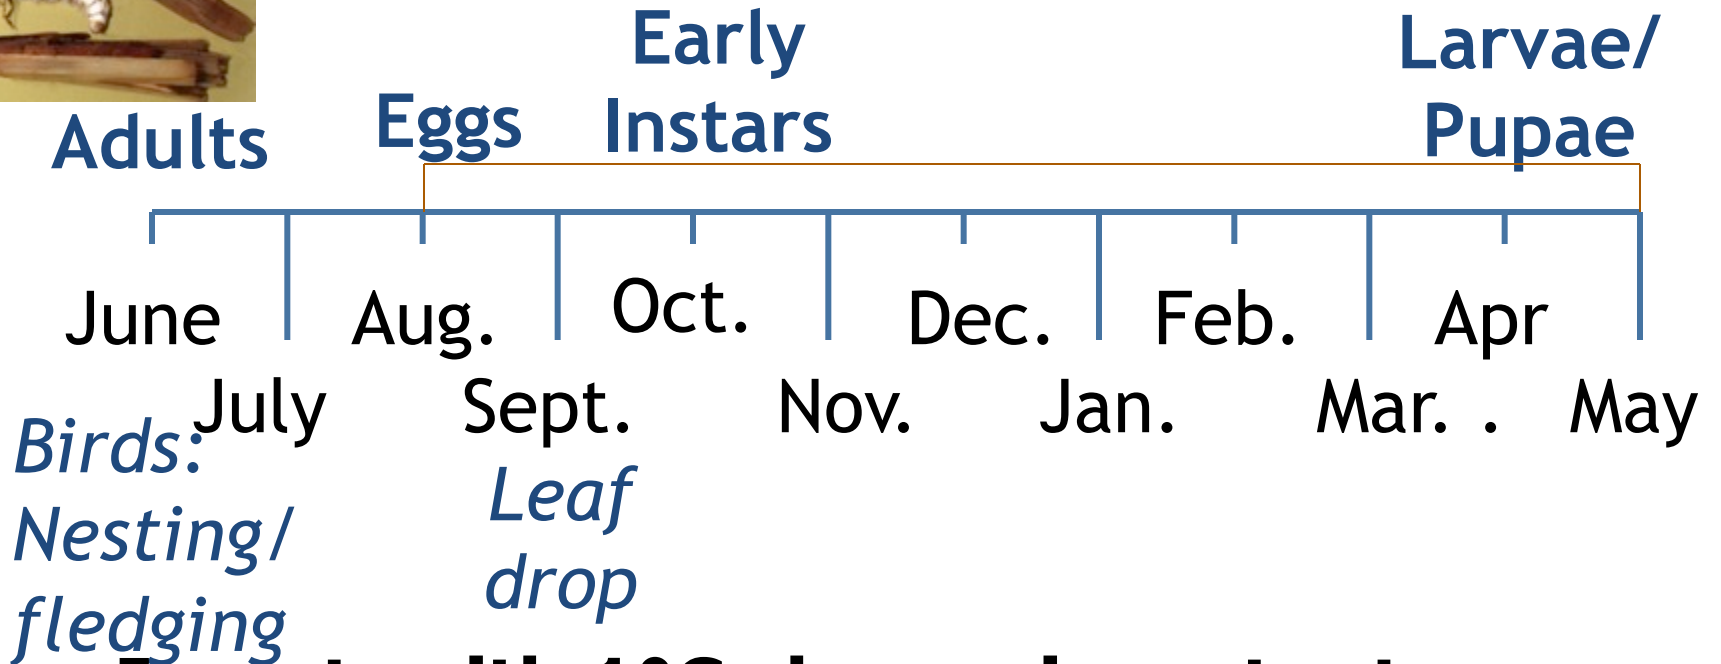 Early
Instars
Larvae/
Pupae
Adults
Eggs
June
Aug.
Oct.
Dec.
Feb.
Apr
July
Sept.
Nov.
Jan.
Mar. .
May
Birds:
Nesting/
fledging
Leaf
drop